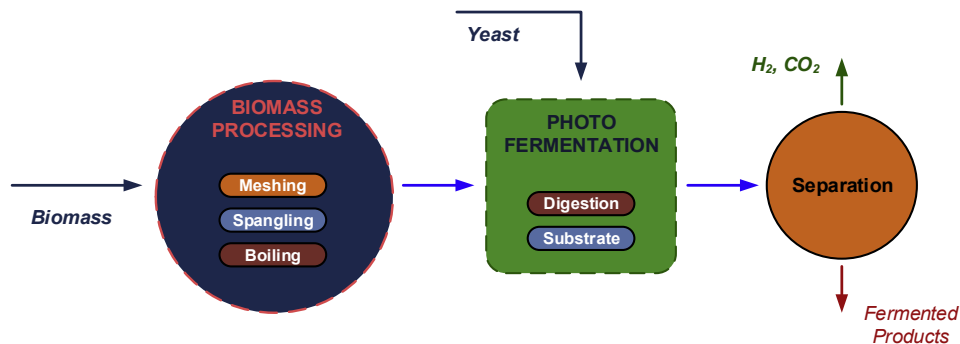 Yeast
H₂, CO₂
BIOMASS
PROCESSING
PHOTO
FERMENTATION
Meshing
Spangling
Boiling
Biomass
Digestion
Substrate
Separation
Fermented
Products